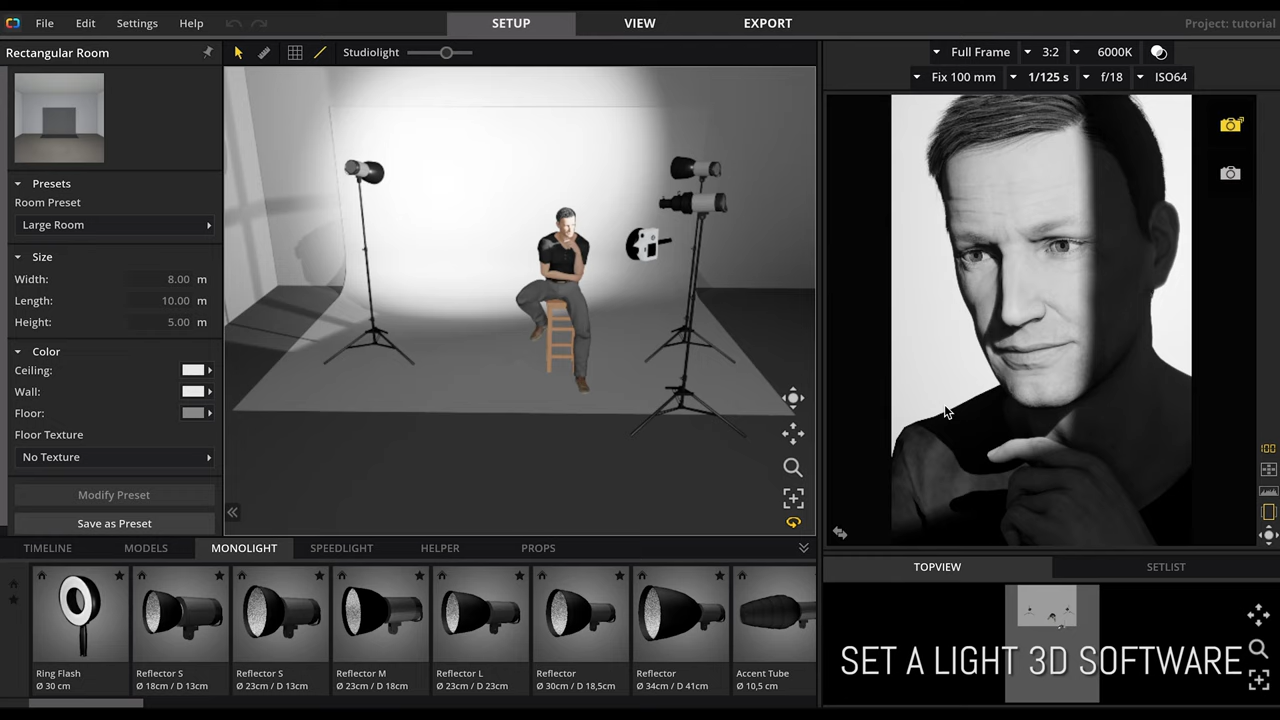 File Edit Settings Help
SETUP VIEW EXPORT
Project: tutorial
Rectangular Room
Studiolight
Full Frame 3:2 6000K
Fix 100 mm 1/125 s f/18 ISO64
Presets
Room Preset
Large Room
Size
Width: 8.00 m
Length: 10.00 m
Height: 5.00 m
Color
Ceiling:
Wall:
Floor:
Floor Texture
No Texture
Modify Preset
Save as Preset
100
TIMELINE MODELS MONOLIGHT SPEEDLIGHT HELPER PROPS
Ring Flash
Ø 30 cm
Reflector S
Ø 18cm / D 13cm
Reflector S
Ø 23cm / D 13cm
Reflector M
Ø 23cm / D 18cm
Reflector L
Ø 23cm / D 23cm
Reflector
Ø 30cm / D 18,5cm
Reflector
Ø 34cm / D 41cm
Accent Tube
Ø 10,5 cm
TOPVIEW SETLIST
SET A LIGHT 3D SOFTWARE